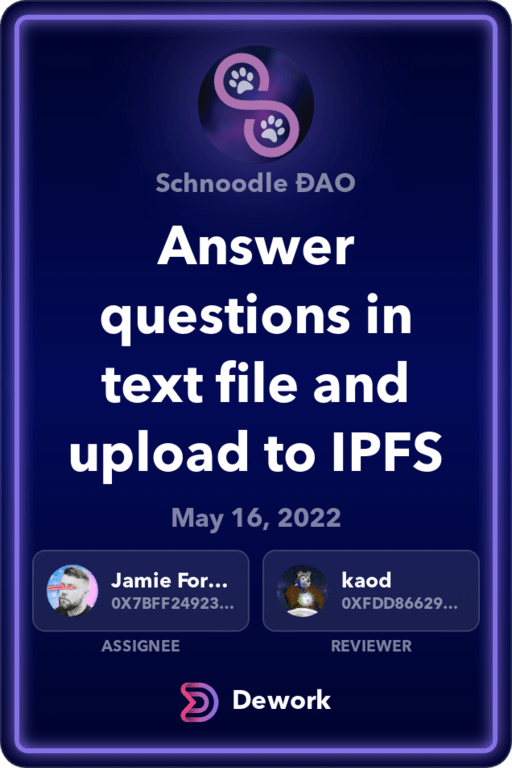 Schnoodle ĐAO
Answer
questions in
text file and
upload to IPFS
May 16, 2022
Jamie For...
0X7BFF24923...
kaod
0XFDD86629...
ASSIGNEE
REVIEWER
Dework